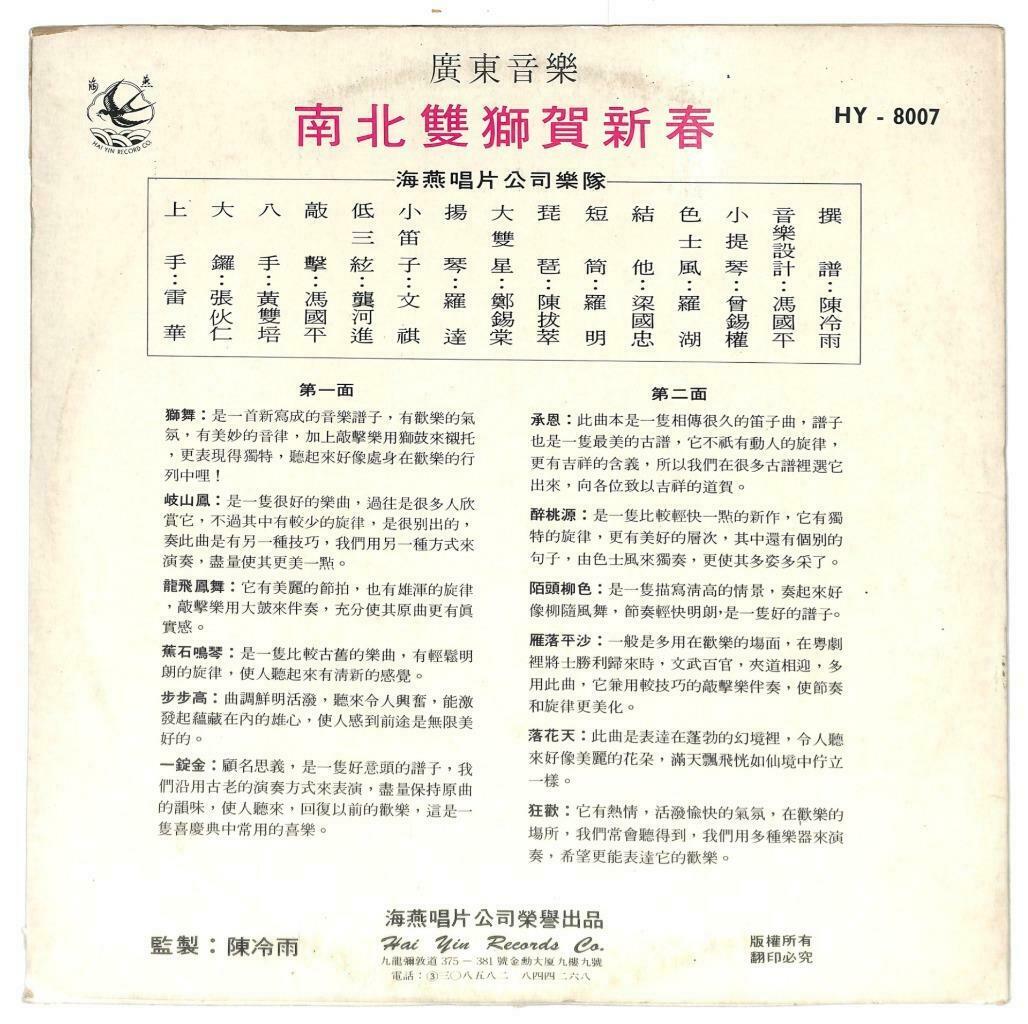 海燕
HAI YIN RECORD CO.
廣東音樂
南北雙獅賀新春
HY - 8007
海燕唱片公司樂隊
撰譜：陳冷雨
音樂設計：馮國平
小提琴：曾錫權
色士風：羅湖
結他：梁國忠
短筒：羅明
琵琶：陳拔萃
大雙星：鄭錫棠
揚琴：羅達
小笛子：文祺
低三絃：龔河進
敲擊：馮國平
八手：黃雙培
大鑼：張伙仁
上手：雷華
第一面
獅舞：是一首新寫成的音樂譜子，有歡樂的氣
氛，有美妙的音律，加上敲擊樂用獅鼓來襯托
，更表現得獨特，聽起來好像處身在歡樂的行
列中哩！
岐山鳳：是一隻很好的樂曲，過往是很多人欣
賞它，不過其中有較少的旋律，是很别出的，
奏此曲是有另一種技巧，我們用另一種方式來
演奏，盡量使其更美一點。
龍飛鳳舞：它有美麗的節拍，也有雄渾的旋律
，敲擊樂用大鼓來伴奏，充分使其原曲更有眞
實感。
蕉石鳴琴：是一隻比較古舊的樂曲，有輕鬆明
朗的旋律，使人聽起來有清新的感覺。
步步高：曲調鮮明活潑，聽來令人興奮，能激
發起蘊藏在內的雄心，使人感到前途是無限美
好的。
一錠金：顧名思義，是一隻好意頭的譜子，我
們沿用古老的演奏方式來表演，盡量保持原曲
的韻味，使人聽來，回復以前的歡樂，這是一
隻喜慶典中常用的喜樂。
第二面
承恩：此曲本是一隻相傳很久的笛子曲，譜子
也是一隻最美的古譜，它不祇有動人的旋律，
更有吉祥的含義，所以我們在很多古譜裡選它
出來，向各位致以吉祥的道賀。
醉桃源：是一隻比較輕快一點的新作，它有獨
特的旋律，更有美好的層次，其中還有個別的
句子，由色士風來獨奏，更使其多姿多采了。
陌頭柳色：是一隻描寫淸高的情景，奏起來好
像柳隨風舞，節奏輕快明朗，是一隻好的譜子。
雁落平沙：一般是多用在歡樂的塲面，在粵劇
裡將士勝利歸來時，文武百官，夾道相迎，多
用此曲，它兼用較技巧的敲擊樂伴奏，使節奏
和旋律更美化。
落花天：此曲是表達在蓬勃的幻境裡，令人聽
來好像美麗的花朶，滿天飄飛恍如仙境中佇立
一樣。
狂歡：它有熱情，活潑愉快的氣氛，在歡樂的
塲所，我們常會聽得到，我們用多種樂器來演
奏，希望更能表達它的歡樂。
監製：陳冷雨
海燕唱片公司榮譽出品
Hai Yin Records Co.
九龍彌敦道 375－381 號金勳大厦九樓九號
電話：③三〇八五八二　八四四二六八
版權所有
翻印必究